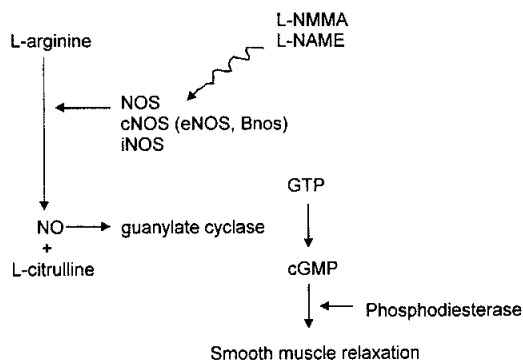 L-NMMA
L-NAME
L-arginine
NOS
cNOS (eNOS, Bnos)
iNOS
GTP
NO
guanylate cyclase
+
L-citrulline
cGMP
Phosphodiesterase
Smooth muscle relaxation